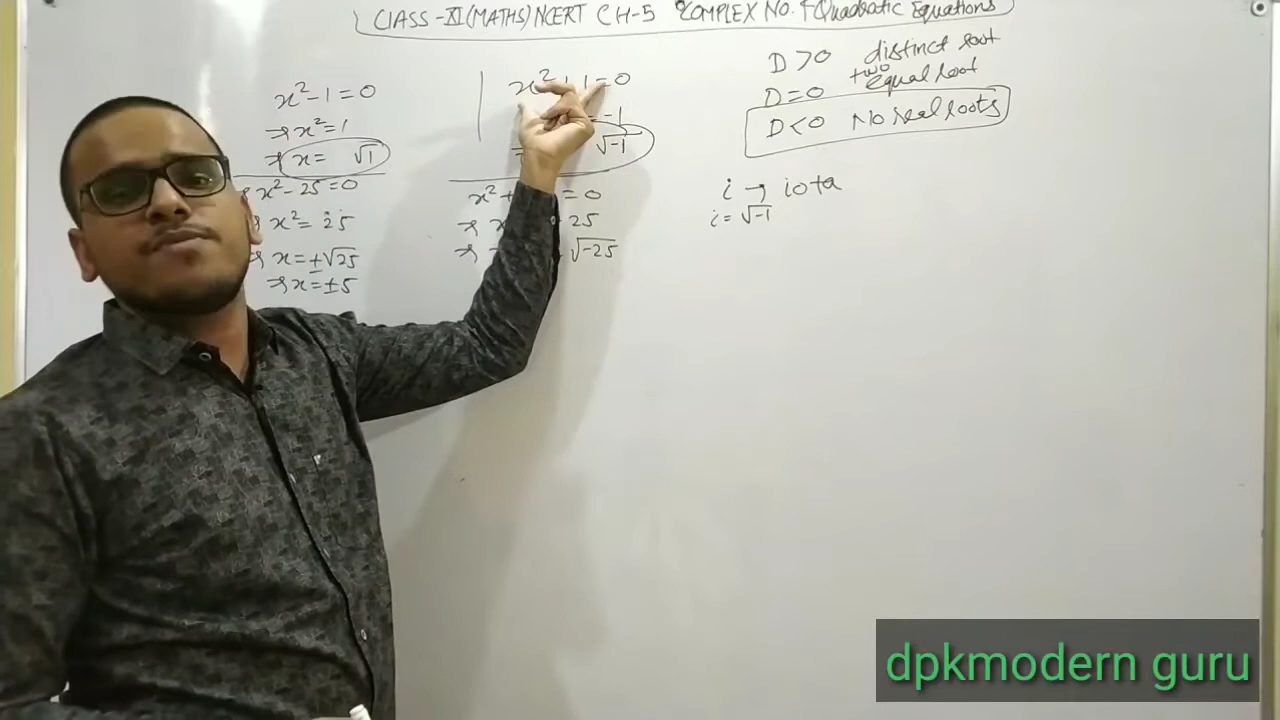 CLASS-XI (MATHS) NCERT CH-5 COMPLEX NO. & Quadratic Equations
x²-1=0
⇒x²=1
⇒ x= √1
x²-25=0
⇒ x²= 25
⇒ x=±√25
⇒x=±5
x²+1=0
=-1
√-1
x²+ =0
⇒ x 25
⇒ √-25
D>0 distinct root
D=0 two equal root
D<0 No real roots
i → iota
i=√-1
dpkmodern guru